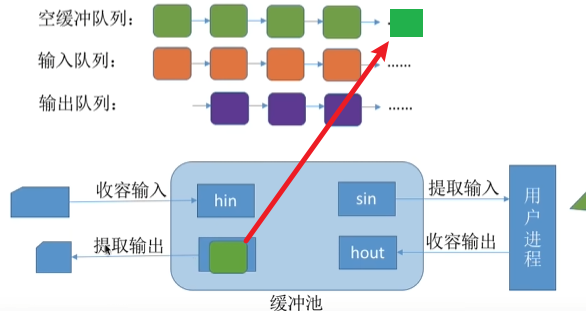 空缓冲队列：
输入队列： ......
输出队列： ......
收容输入 hin sin 提取输入
提取输出 hout 收容输出
用户进程
缓冲池